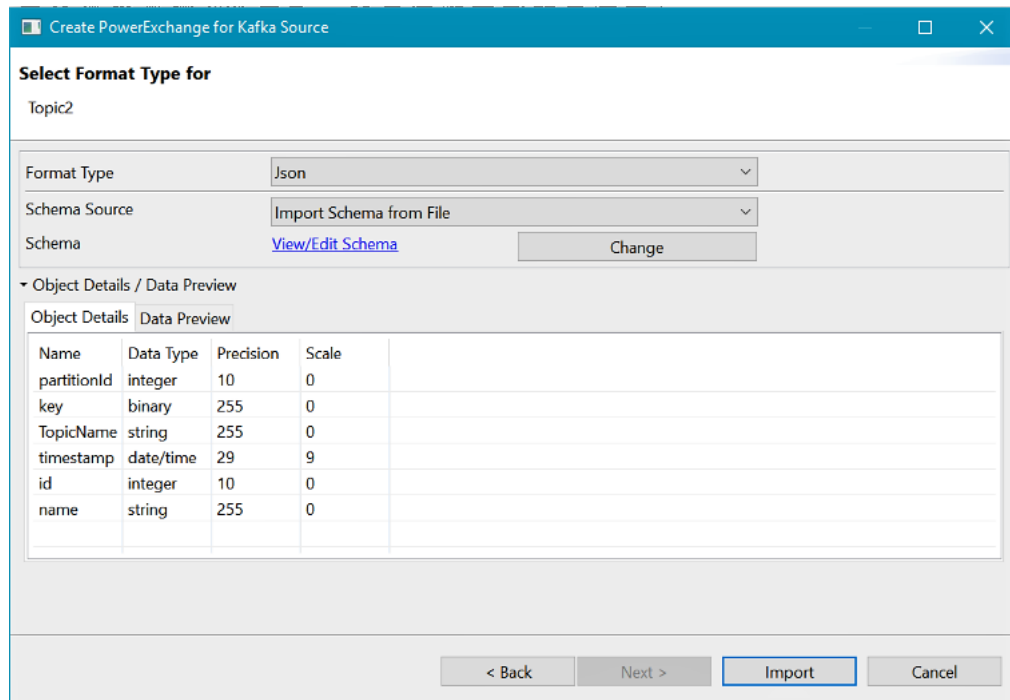 Create PowerExchange for Kafka Source
Select Format Type for
Topic2
Format Type Json
Schema Source Import Schema from File
Schema View/Edit Schema Change
Object Details / Data Preview
Object Details Data Preview
Name Data Type Precision Scale
partitionId integer 10 0
key binary 255 0
TopicName string 255 0
timestamp date/time 29 9
id integer 10 0
name string 255 0
< Back Next > Import Cancel